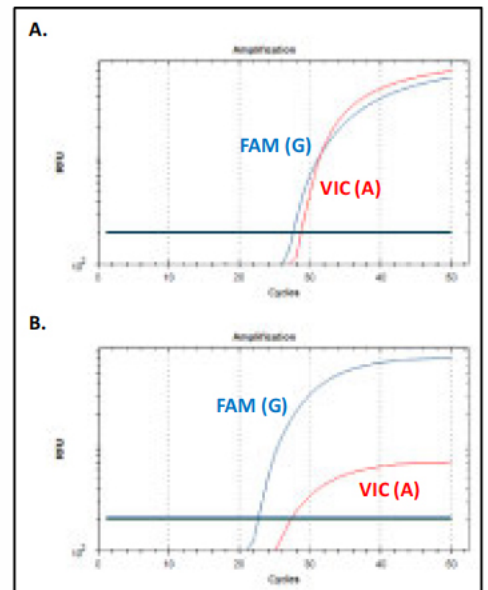 A.
Amplification
FAM (G)
VIC (A)
RFU
0 10 20 30 40 50
Cycles
B.
Amplification
FAM (G)
VIC (A)
RFU
0 10 20 30 40 50
Cycles